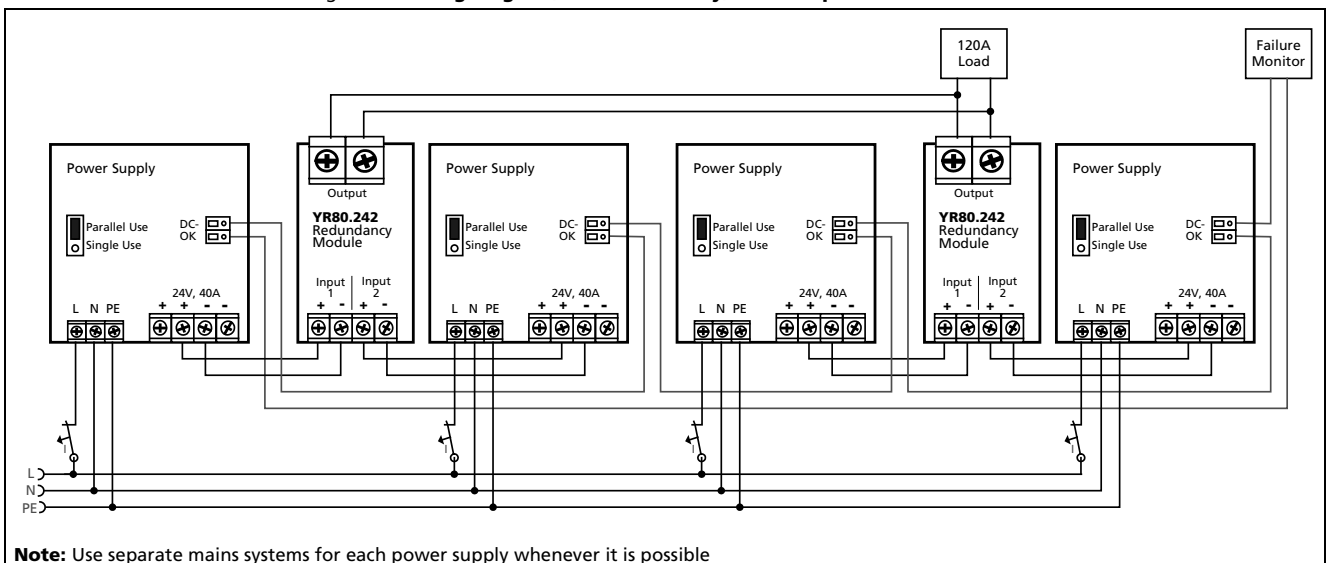 120A
Load
Failure
Monitor
Power Supply
Parallel Use
Single Use
DC-
OK
24V, 40A
+ + - -
L N PE
Output
YR80.242
Redundancy
Module
Input
1
Input
2
+ - + -
Power Supply
Parallel Use
Single Use
DC-
OK
24V, 40A
+ + - -
L N PE
Power Supply
Parallel Use
Single Use
DC-
OK
24V, 40A
+ + - -
L N PE
Output
YR80.242
Redundancy
Module
Input
1
Input
2
+ - + -
Power Supply
Parallel Use
Single Use
DC-
OK
24V, 40A
+ + - -
L N PE
I
I
I
I
L
N
PE
Note: Use separate mains systems for each power supply whenever it is possible